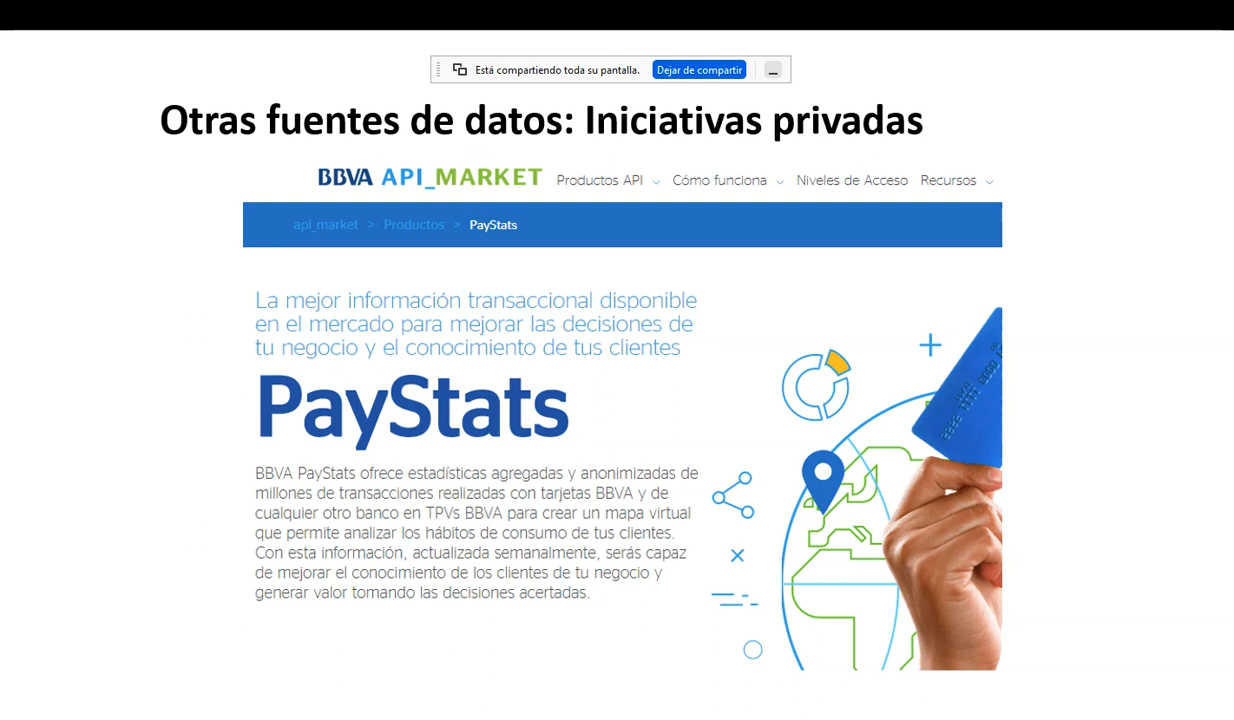 Está compartiendo toda su pantalla. Dejar de compartir
Otras fuentes de datos: Iniciativas privadas
BBVA API_MARKET Productos API Cómo funciona Niveles de Acceso Recursos
api_market > Productos > PayStats
La mejor información transaccional disponible
en el mercado para mejorar las decisiones de
tu negocio y el conocimiento de tus clientes
PayStats
BBVA PayStats ofrece estadísticas agregadas y anonimizadas de
millones de transacciones realizadas con tarjetas BBVA y de
cualquier otro banco en TPVs BBVA para crear un mapa virtual
que permite analizar los hábitos de consumo de tus clientes.
Con esta información, actualizada semanalmente, serás capaz
de mejorar el conocimiento de los clientes de tu negocio y
generar valor tomando las decisiones acertadas.